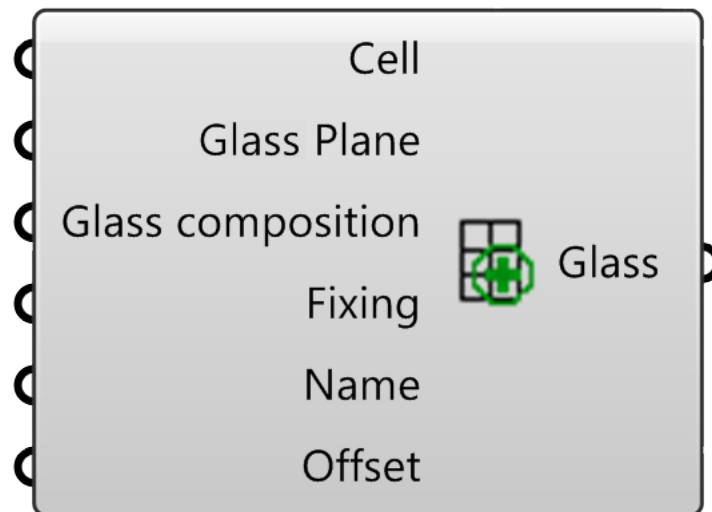 Cell
Glass Plane
Glass composition
Fixing
Glass
Name
Offset